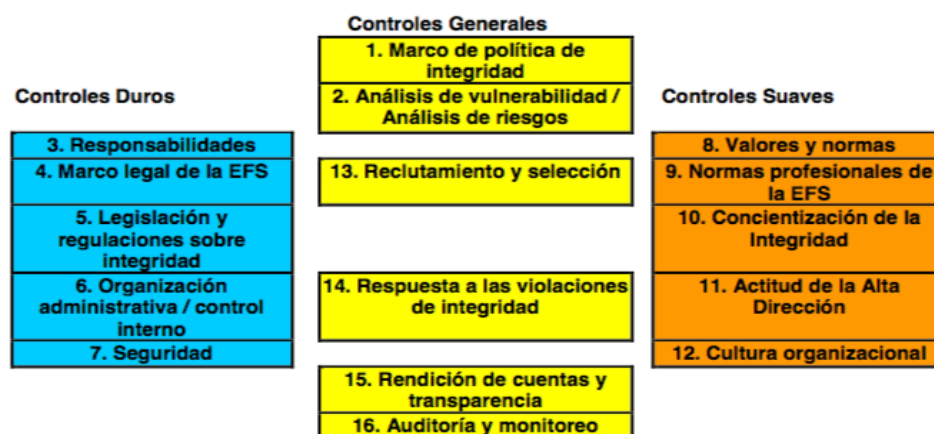 Controles Generales
1. Marco de política de
integridad
2. Análisis de vulnerabilidad /
Análisis de riesgos
Controles Duros
Controles Suaves
3. Responsabilidades
4. Marco legal de la EFS
5. Legislación y
regulaciones sobre
integridad
6. Organización
administrativa / control
interno
7. Seguridad
13. Reclutamiento y selección
14. Respuesta a las violaciones
de integridad
15. Rendición de cuentas y
transparencia
16. Auditoría y monitoreo
8. Valores y normas
9. Normas profesionales de
la EFS
10. Concientización de la
Integridad
11. Actitud de la Alta
Dirección
12. Cultura organizacional